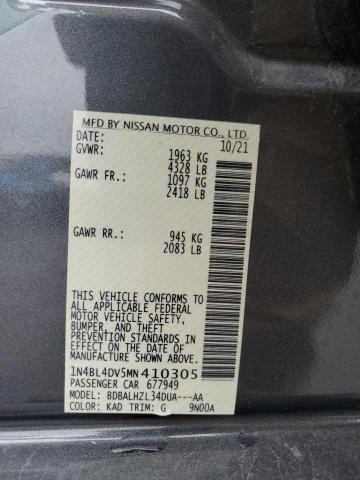 MFD BY NISSAN MOTOR CO., LTD.
DATE: 10/21
GVWR: 1963 KG
4328 LB
GAWR FR.: 1097 KG
2418 LB
GAWR RR.: 945 KG
2083 LB
THIS VEHICLE CONFORMS TO
ALL APPLICABLE FEDERAL
MOTOR VEHICLE SAFETY,
BUMPER, AND THEFT
PREVENTION STANDARDS IN
EFFECT ON THE DATE OF
MANUFACTURE SHOWN ABOVE.
1N4BL4DV5MN410305
PASSENGER CAR 677949
MODEL: BDBALHZL34DUA---AA
COLOR: KAD TRIM: G 9N00A